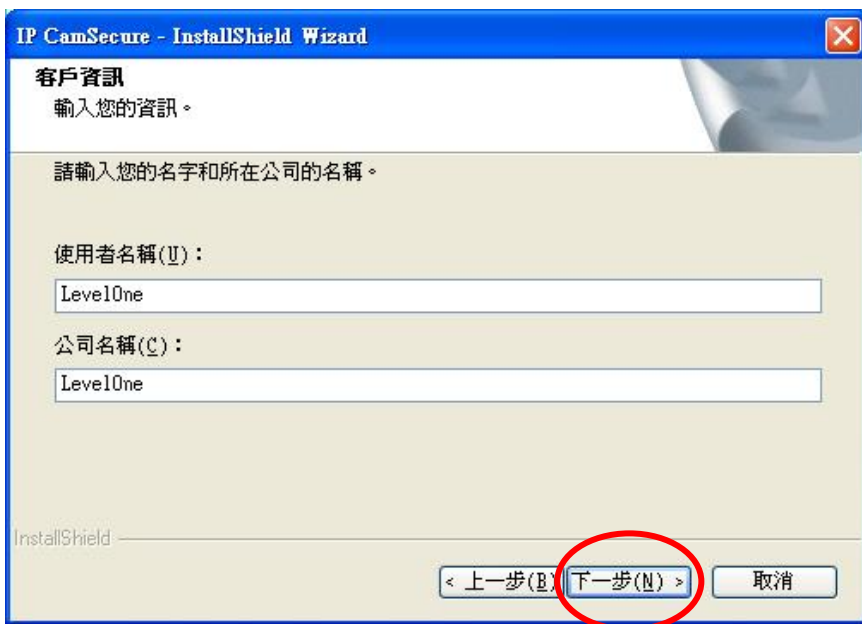 IP CamSecure - InstallShield Wizard
客戶資訊
輸入您的資訊。
請輸入您的名字和所在公司的名稱。
使用者名稱(U):
LevelOne
公司名稱(C):
LevelOne
InstallShield
< 上一步(B) 下一步(N) > 取消